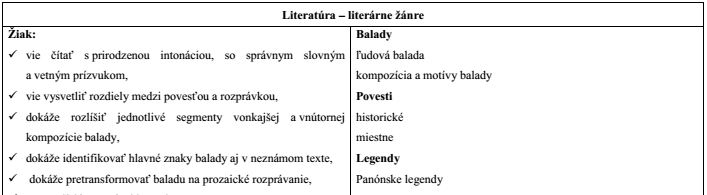 Literatúra – literárne žánre
Žiak:
✓ vie čítať s prirodzenou intonáciou, so správnym slovným
a vetným prízvukom,
✓ vie vysvetliť rozdiely medzi povesťou a rozprávkou,
✓ dokáže rozlíšiť jednotlivé segmenty vonkajšej a vnútornej
kompozície balady,
✓ dokáže identifikovať hlavné znaky balady aj v neznámom texte,
✓ dokáže pretransformovať baladu na prozaické rozprávanie,
Balady
ľudová balada
kompozícia a motívy balady
Povesti
historické
miestne
Legendy
Panónske legendy